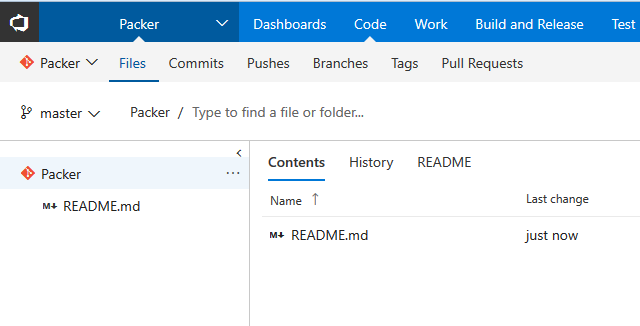 Packer Dashboards Code Work Build and Release Test
Packer Files Commits Pushes Branches Tags Pull Requests
master Packer / Type to find a file or folder...
<
Packer ...
M↓ README.md
Contents History README
Name ↑ Last change
M↓ README.md just now